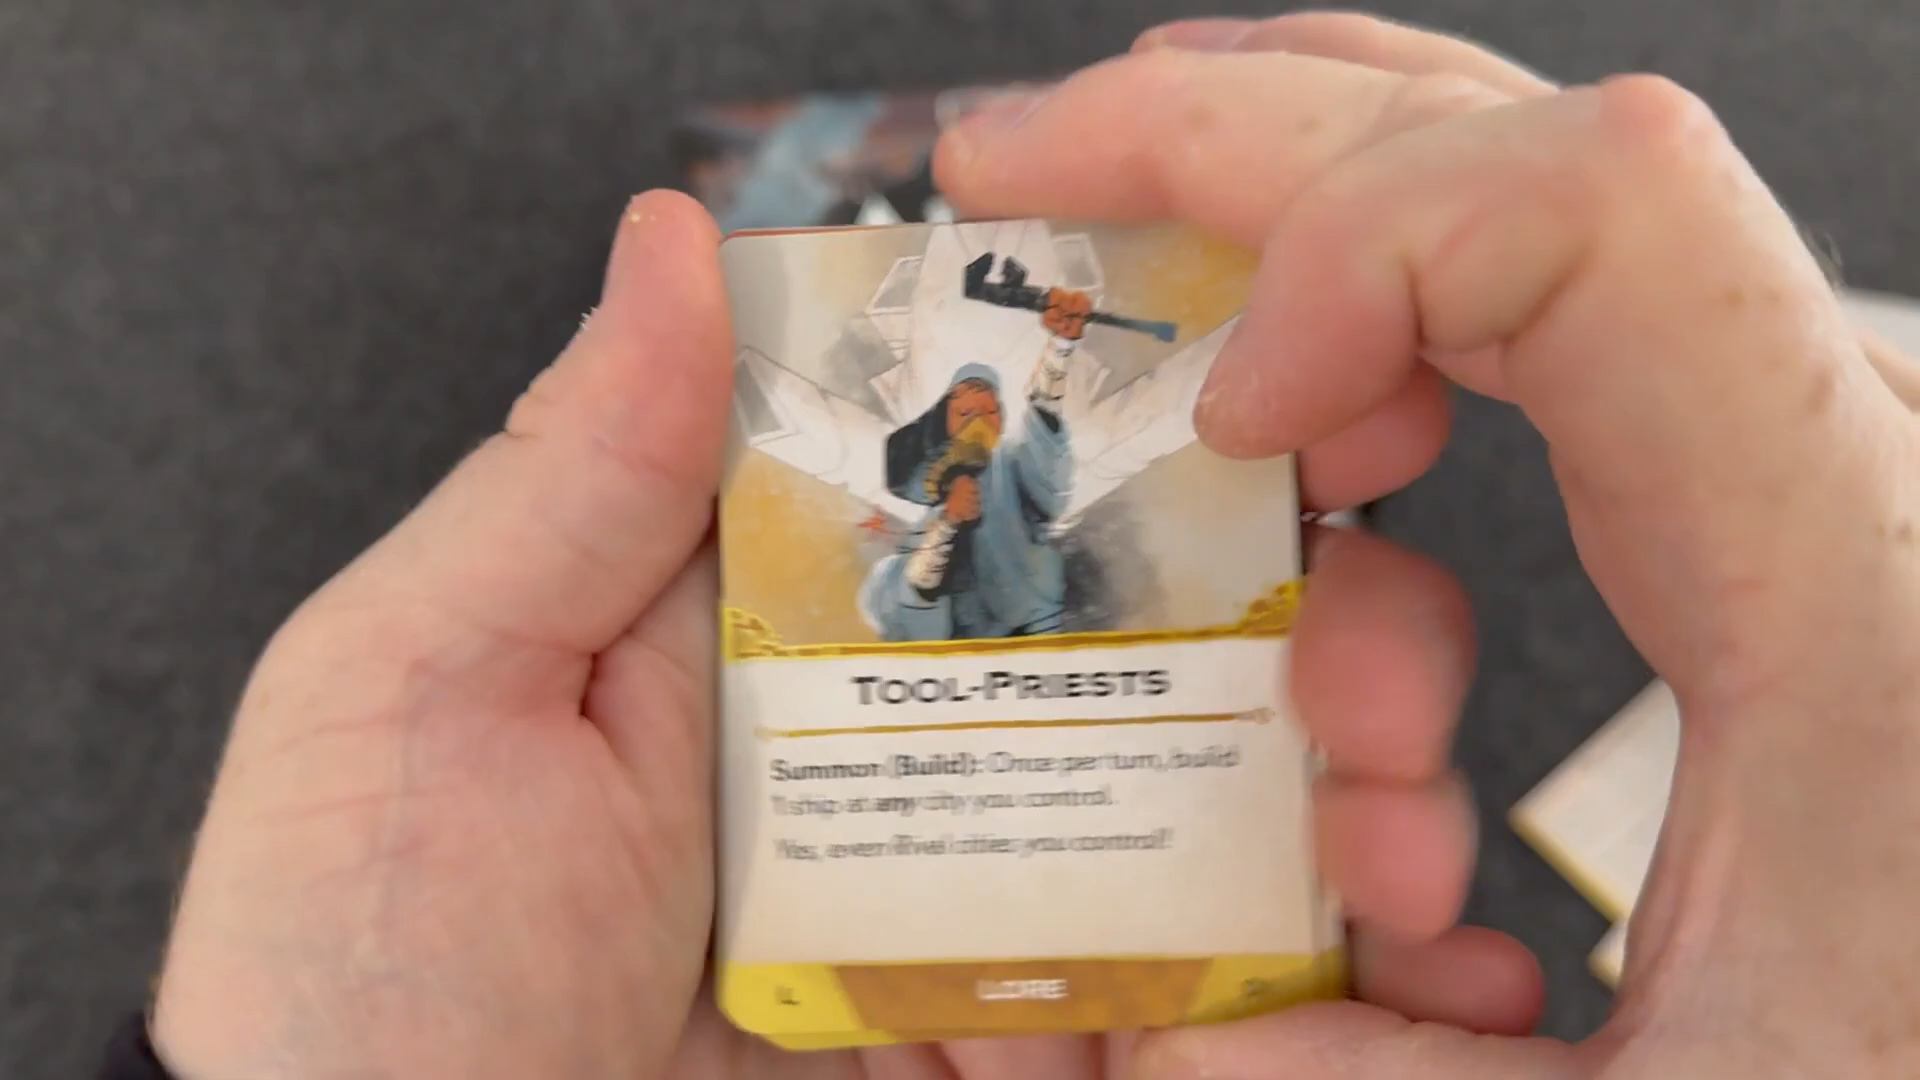 TOOL-PRIESTS
Summon (Build): Once per turn, build
1 ship at any city you control.
Yes, even Rival cities you control!
LORE